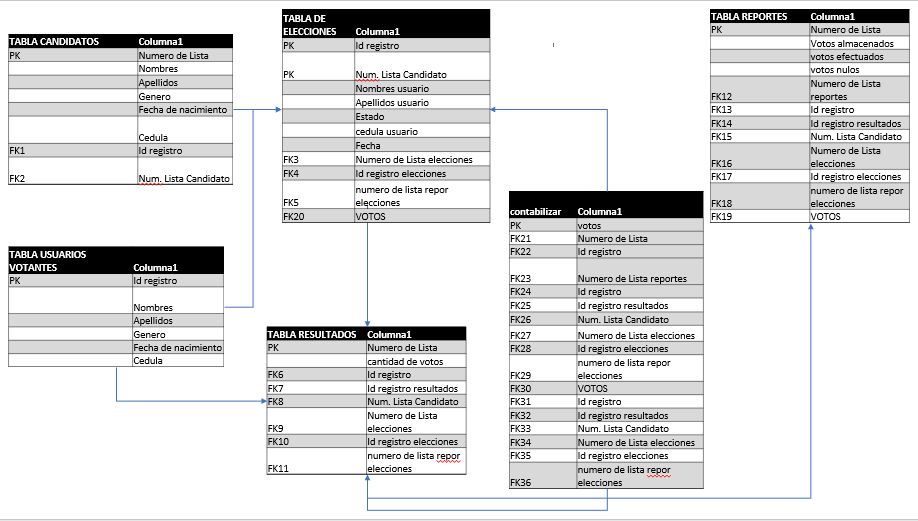 TABLA CANDIDATOS Columna1
PK Numero de Lista
Nombres
Apellidos
Genero
Fecha de nacimiento
Cedula
FK1 Id registro
FK2 Num. Lista Candidato
TABLA USUARIOS
VOTANTES Columna1
PK Id registro
Nombres
Apellidos
Genero
Fecha de nacimiento
Cedula
TABLA DE
ELECCIONES Columna1
PK Id registro
PK Num. Lista Candidato
Nombres usuario
Apellidos usuario
Estado
cedula usuario
Fecha
FK3 Numero de Lista elecciones
FK4 Id registro elecciones
numero de lista repor
FK5 elecciones
FK20 VOTOS
TABLA RESULTADOS Columna1
PK Numero de Lista
cantidad de votos
FK6 Id registro
FK7 Id registro resultados
FK8 Num. Lista Candidato
Numero de Lista
FK9 elecciones
FK10 Id registro elecciones
numero de lista repor
FK11 elecciones
contabilizar Columna1
PK votos
FK21 Numero de Lista
FK22 Id registro
FK23 Numero de Lista reportes
FK24 Id registro
FK25 Id registro resultados
FK26 Num. Lista Candidato
FK27 Numero de Lista elecciones
FK28 Id registro elecciones
numero de lista repor
FK29 elecciones
FK30 VOTOS
FK31 Id registro
FK32 Id registro resultados
FK33 Num. Lista Candidato
FK34 Numero de Lista elecciones
FK35 Id registro elecciones
numero de lista repor
FK36 elecciones
TABLA REPORTES Columna1
PK Numero de Lista
Votos almacenados
votos efectuados
votos nulos
Numero de Lista
FK12 reportes
FK13 Id registro
FK14 Id registro resultados
FK15 Num. Lista Candidato
Numero de Lista
FK16 elecciones
FK17 Id registro elecciones
numero de lista repor
FK18 elecciones
FK19 VOTOS